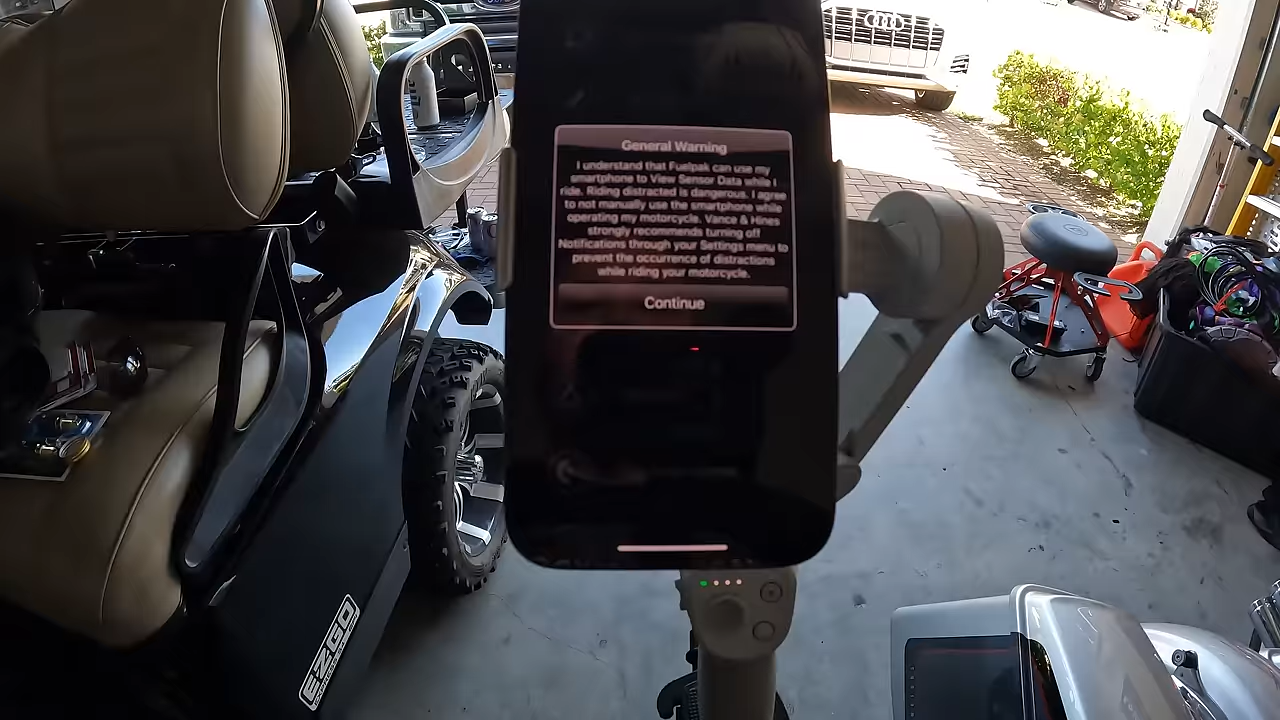 General Warning
I understand that Fuelpak can use my
smartphone to View Sensor Data while I
ride. Riding distracted is dangerous. I agree
to not manually use the smartphone while
operating my motorcycle. Vance & Hines
strongly recommends turning off
Notifications through your Settings menu to
prevent the occurrence of distractions
while riding your motorcycle.
Continue
EZGO